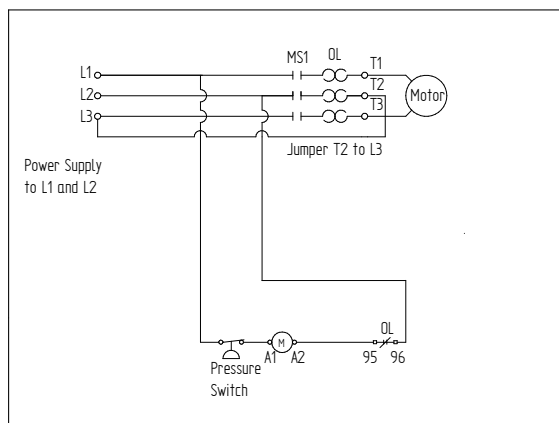 MS1 OL T1
L1
T2
L2 Motor
T3
L3
Jumper T2 to L3
Power Supply
to L1 and L2
OL
M
A1 A2 95 96
Pressure
Switch